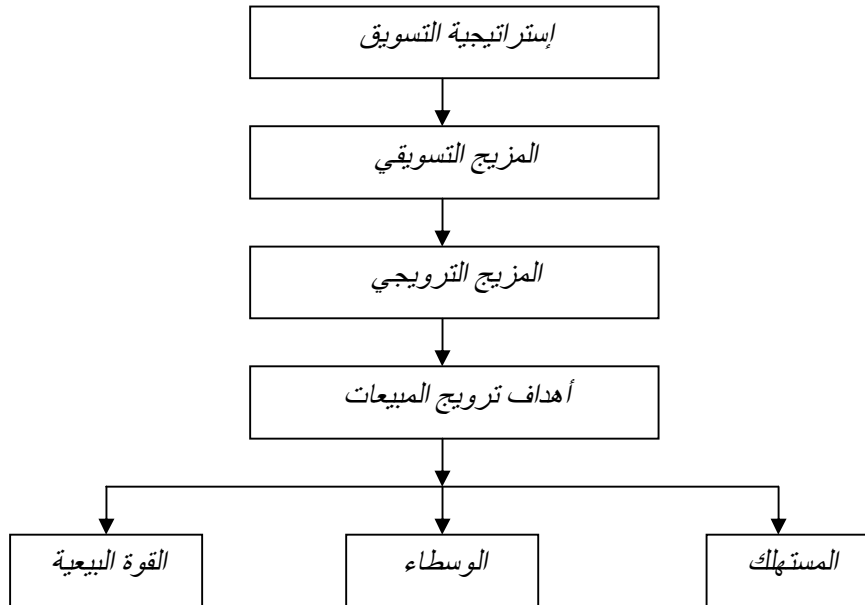 إستراتيجية التسويق
المزيج التسويقي
المزيج الترويجي
أهداف ترويج المبيعات
المستهلك
الوسطاء
القوة البيعية